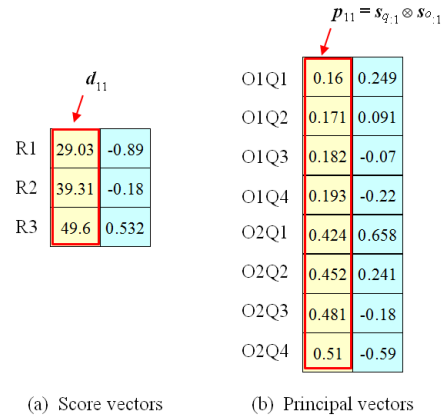 p₁₁ = s_q:1 ⊗ s_o:1
d₁₁
R1 29.03 -0.89
R2 39.31 -0.18
R3 49.6 0.532
O1Q1 0.16 0.249
O1Q2 0.171 0.091
O1Q3 0.182 -0.07
O1Q4 0.193 -0.22
O2Q1 0.424 0.658
O2Q2 0.452 0.241
O2Q3 0.481 -0.18
O2Q4 0.51 -0.59
(a) Score vectors
(b) Principal vectors